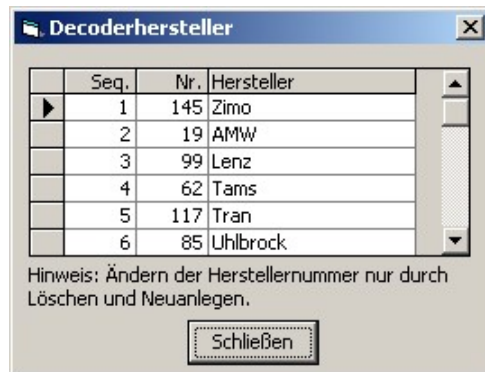 Decoderhersteller
Seq. Nr. Hersteller
1 145 Zimo
2 19 AMW
3 99 Lenz
4 62 Tams
5 117 Tran
6 85 Uhlbrock
Hinweis: Ändern der Herstellernummer nur durch
Löschen und Neuanlegen.
Schließen